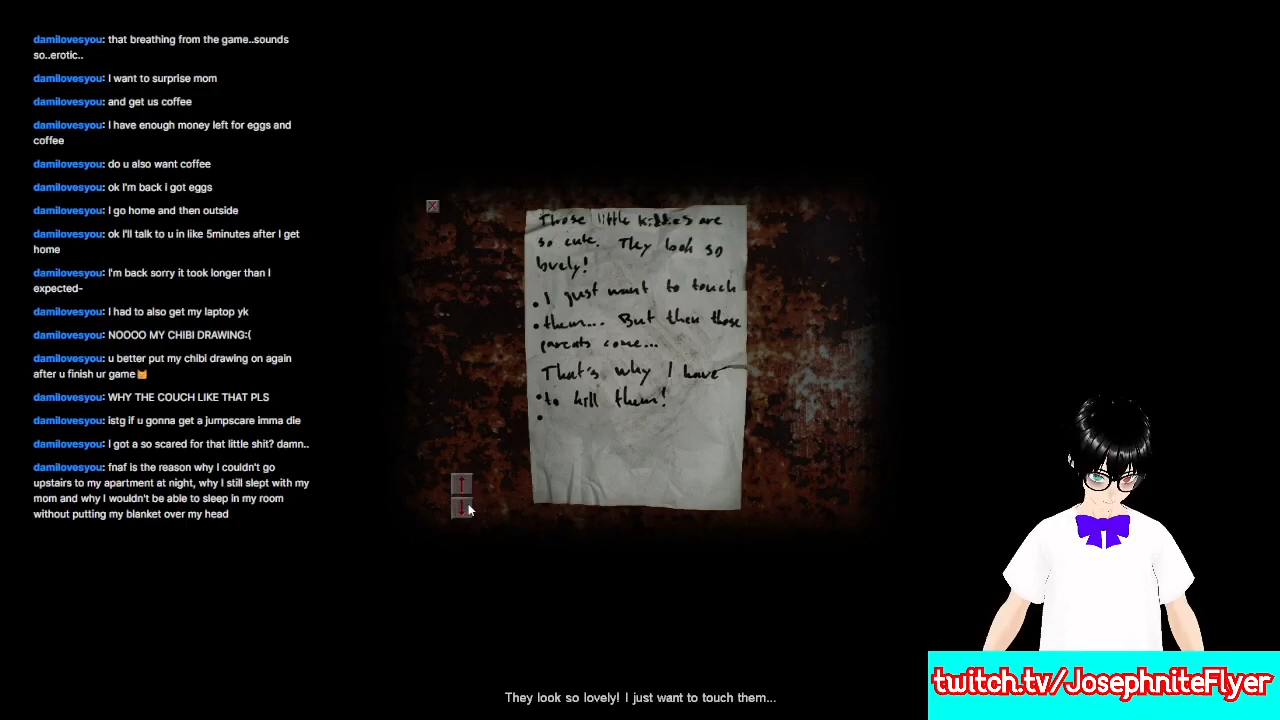 damilovesyou: that breathing from the game..sounds
so..erotic..
damilovesyou: I want to surprise mom
damilovesyou: and get us coffee
damilovesyou: I have enough money left for eggs and
coffee
damilovesyou: do u also want coffee
damilovesyou: ok I'm back i got eggs
damilovesyou: I go home and then outside
damilovesyou: ok I'll talk to u in like 5minutes after I get
home
damilovesyou: I'm back sorry it took longer than I
expected-
damilovesyou: I had to also get my laptop yk
damilovesyou: NOOOO MY CHIBI DRAWING:(
damilovesyou: u better put my chibi drawing on again
after u finish ur game
damilovesyou: WHY THE COUCH LIKE THAT PLS
damilovesyou: istg if u gonna get a jumpscare imma die
damilovesyou: I got a so scared for that little shit? damn..
damilovesyou: fnaf is the reason why I couldn't go
upstairs to my apartment at night, why I still slept with my
mom and why I wouldn't be able to sleep in my room
without putting my blanket over my head
X
Those little are
so cute. They look so
lovely!
I just want to touch
them... But then those
parents come...
That's why I have
to kill them!
They look so lovely! I just want to touch them...
twitch.tv/JosephniteFlyer